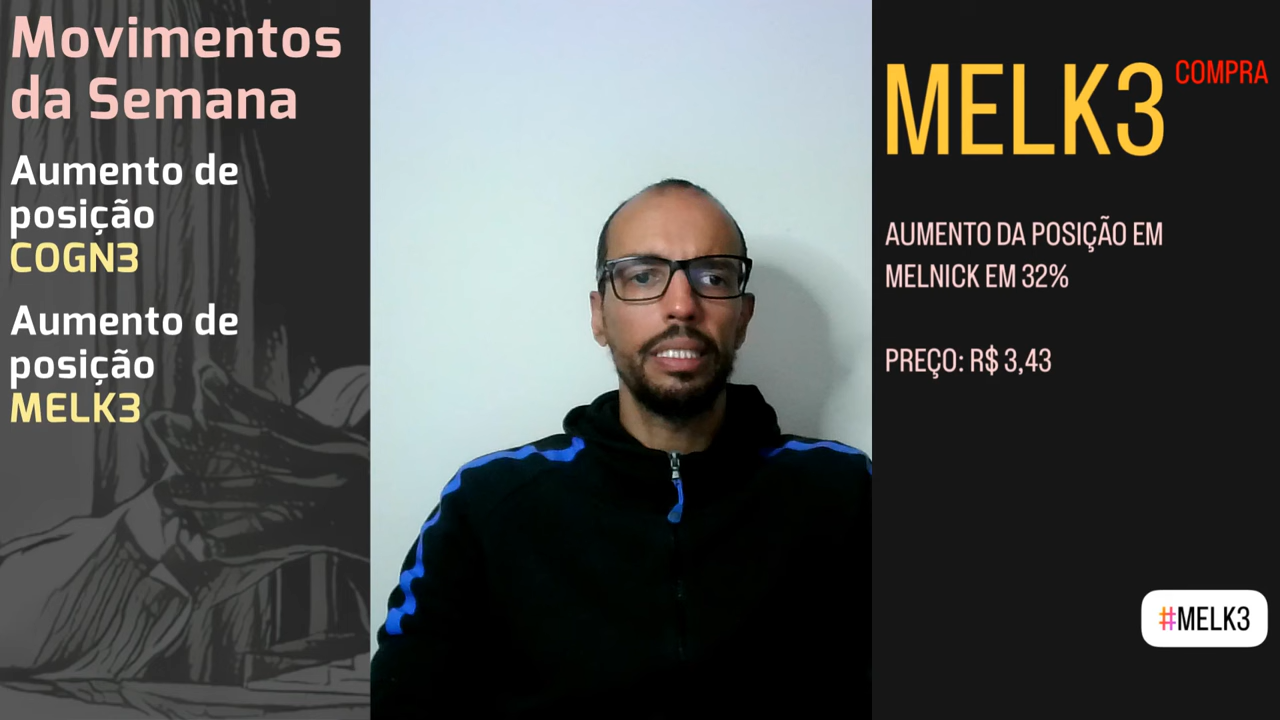 Movimentos
da Semana
Aumento de
posição
COGN3
Aumento de
posição
MELK3
MELK3 COMPRA
AUMENTO DA POSIÇÃO EM
MELNICK EM 32%
PREÇO: R$ 3,43
#MELK3